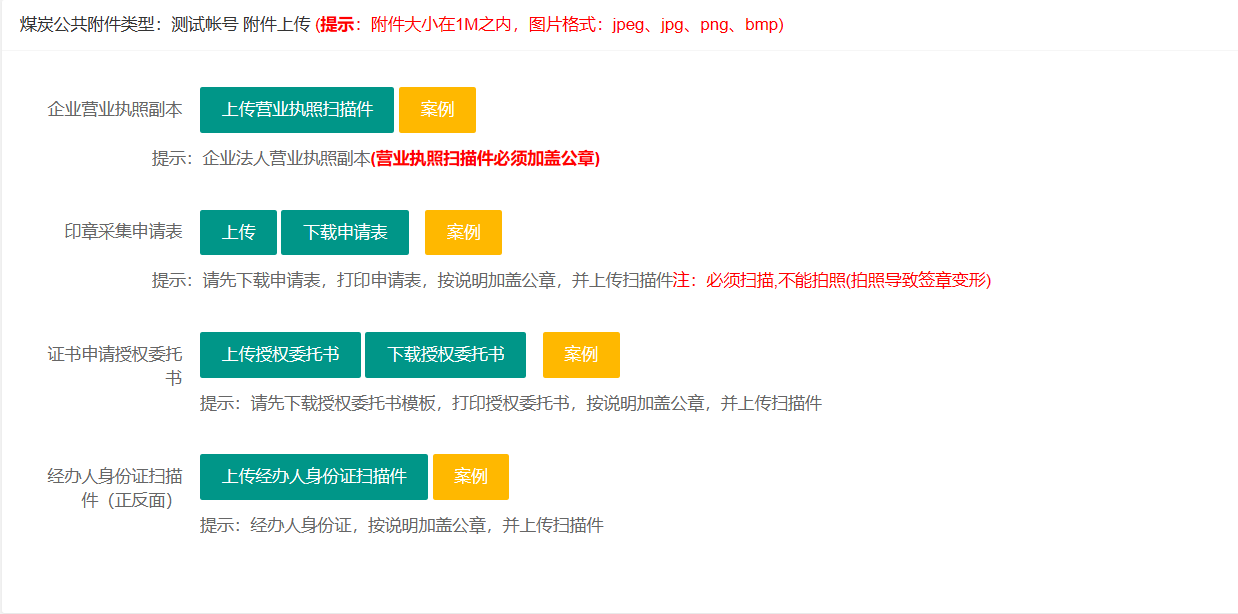 煤炭公共附件类型：测试帐号 附件上传 (提示：附件大小在1M之内，图片格式：jpeg、jpg、png、bmp)
企业营业执照副本 上传营业执照扫描件 案例
提示：企业法人营业执照副本(营业执照扫描件必须加盖公章)
印章采集申请表 上传 下载申请表 案例
提示：请先下载申请表，打印申请表，按说明加盖公章，并上传扫描件注：必须扫描,不能拍照(拍照导致签章变形)
证书申请授权委托
书
上传授权委托书 下载授权委托书 案例
提示：请先下载授权委托书模板，打印授权委托书，按说明加盖公章，并上传扫描件
经办人身份证扫描
件（正反面）
上传经办人身份证扫描件 案例
提示：经办人身份证，按说明加盖公章，并上传扫描件